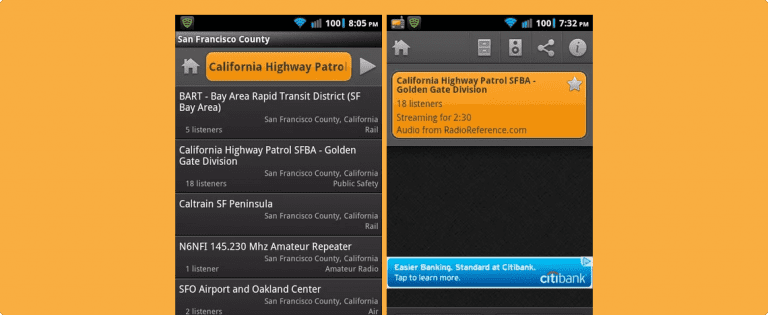 100 8:05 PM
San Francisco County
California Highway Patrol
BART - Bay Area Rapid Transit District (SF
Bay Area)
San Francisco County, California
5 listeners Rail
California Highway Patrol SFBA - Golden
Gate Division
San Francisco County, California
18 listeners Public Safety
Caltrain SF Peninsula
San Francisco County, California
Rail
N6NFI 145.230 Mhz Amateur Repeater
San Francisco County, California
1 listener Amateur Radio
SFO Airport and Oakland Center
San Francisco County, California
2 listeners Air
100 7:32 PM
California Highway Patrol SFBA -
Golden Gate Division
18 listeners
Streaming for 2:30
Audio from RadioReference.com
Easier Banking. Standard at Citibank.
Tap to learn more.
citibank